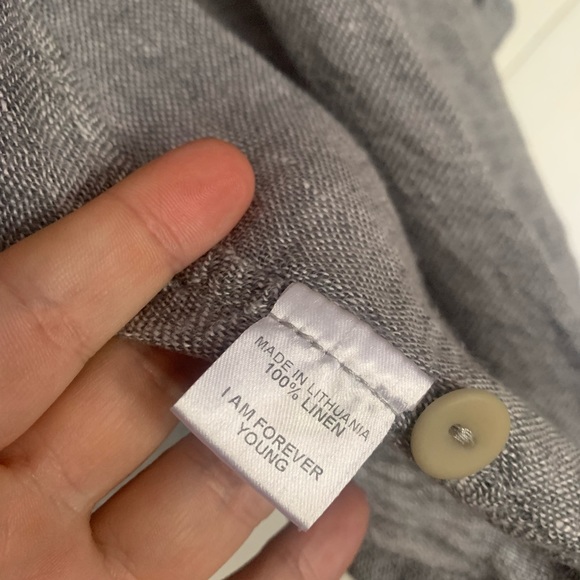 MADE IN LITHUANIA
100% LINEN
I AM FOREVER
YOUNG